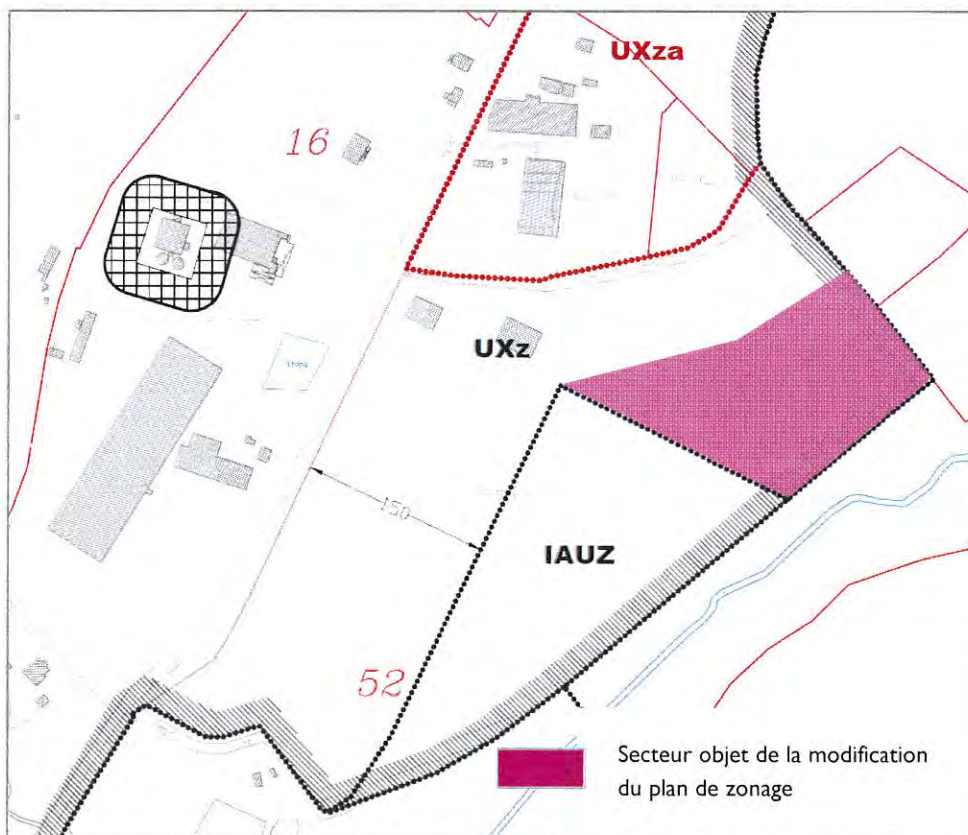 UXza
16
UXz
150
IAUZ
52
Secteur objet de la modification
du plan de zonage